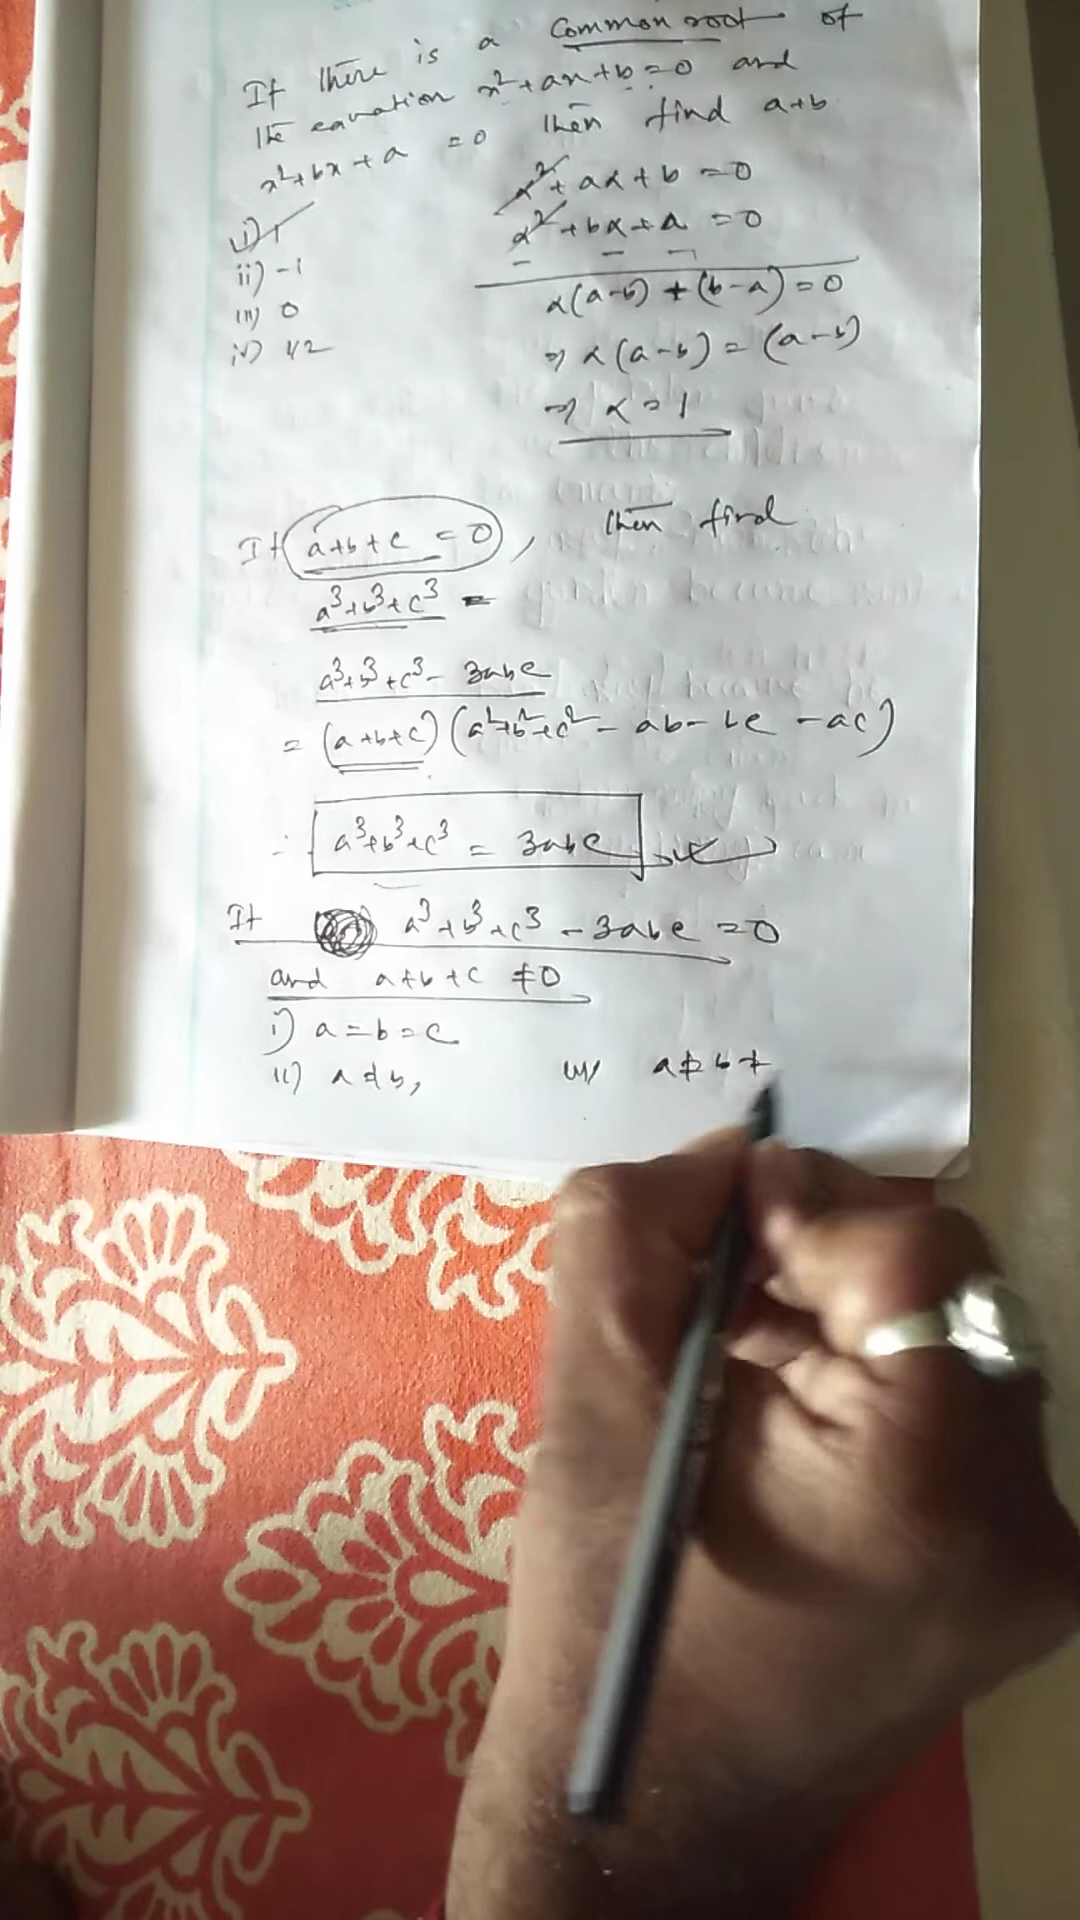 If there is a common root of
the equation x²+ax+b=0 and
x²+bx+a =0 then find a+b
i) 1
ii) -1
iii) 0
iv) 1/2
α²+aα+b=0
α²+bα+a=0
α(a-b)+(b-a)=0
⇒ α(a-b)=(a-b)
⇒ α=1
If a+b+c=0, then find
a³+b³+c³ =
a³+b³+c³-3abc
= (a+b+c)(a²+b²+c²-ab-bc-ac)
∴ a³+b³+c³ = 3abc
If a³+b³+c³-3abc=0
and a+b+c ≠0
i) a=b=c
ii) a≠b,
a≠b≠